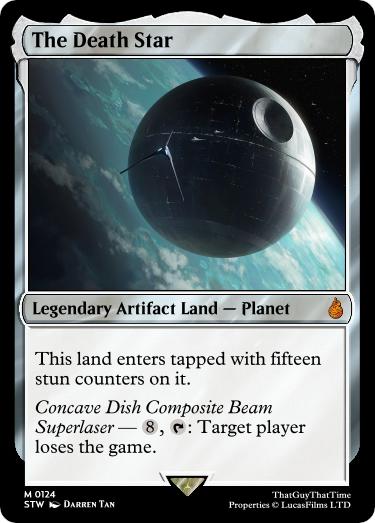 The Death Star
Legendary Artifact Land — Planet
This land enters tapped with fifteen
stun counters on it.
Concave Dish Composite Beam
Superlaser — 8, : Target player
loses the game.
M 0124
STW DARREN TAN
ThatGuyThatTime
Properties © LucasFilms LTD